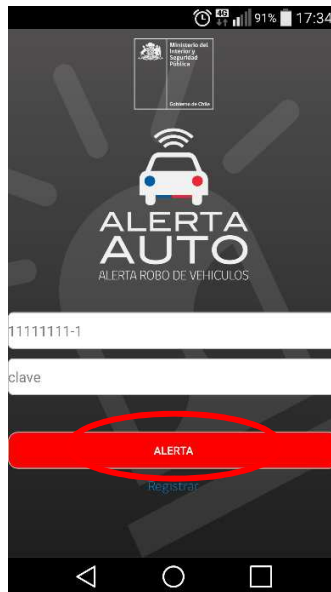 4G
91%
17:34
Ministerio del
Interior y
Seguridad
Pública
Gobierno de Chile
ALERTA
AUTO
ALERTA ROBO DE VEHICULOS
11111111-1
clave
ALERTA
Registrar